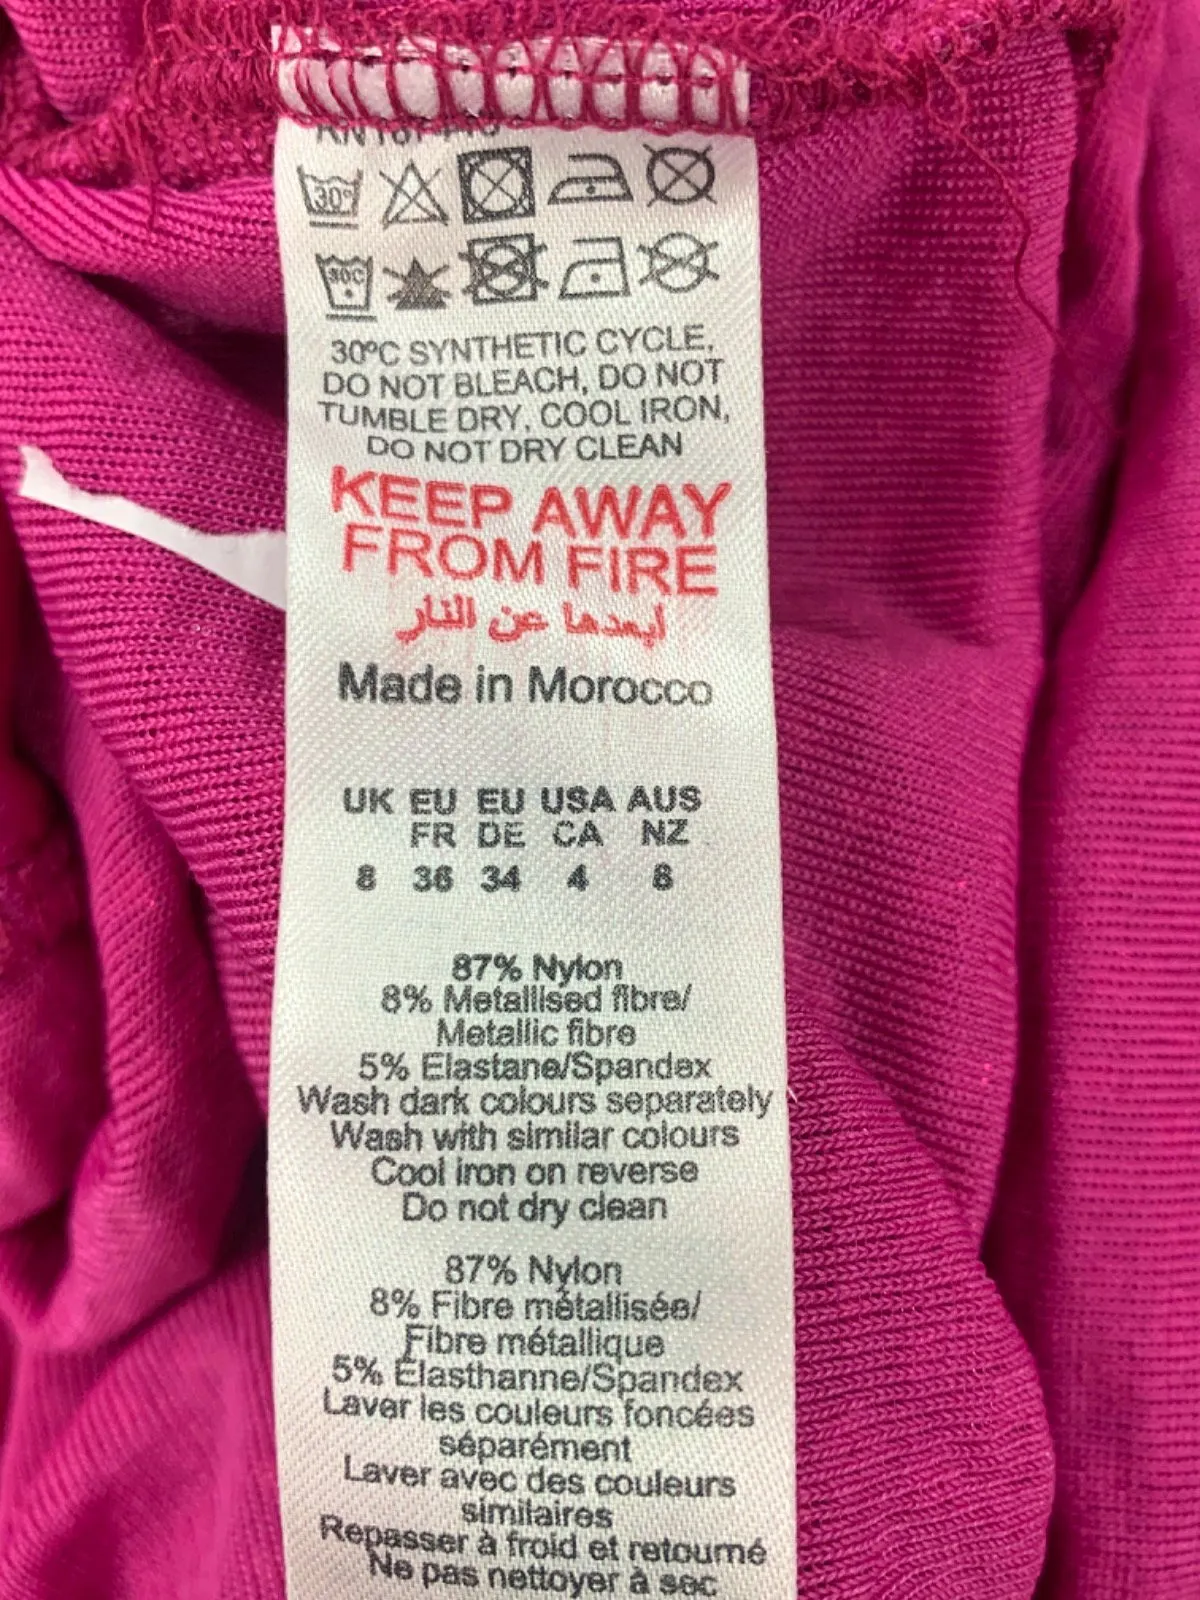 30°
30C
30°C SYNTHETIC CYCLE,
DO NOT BLEACH, DO NOT
TUMBLE DRY, COOL IRON,
DO NOT DRY CLEAN
KEEP AWAY
FROM FIRE
أبعدها عن النار
Made in Morocco
UK EU EU USA AUS
FR DE CA NZ
8 36 34 4 8
87% Nylon
8% Metallised fibre/
Metallic fibre
5% Elastane/Spandex
Wash dark colours separately
Wash with similar colours
Cool iron on reverse
Do not dry clean
87% Nylon
8% Fibre métallisée/
Fibre métallique
5% Élasthanne/Spandex
Laver les couleurs foncées
séparément
Laver avec des couleurs
similaires
Repasser à froid et retourné
Ne pas nettoyer à sec